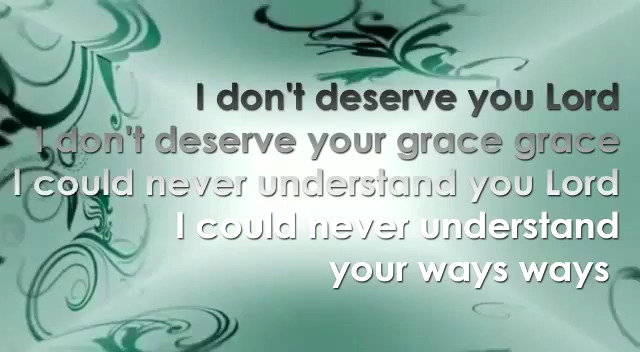 I don't deserve you Lord
I don't deserve your grace grace
I could never understand you Lord
I could never understand
your ways ways